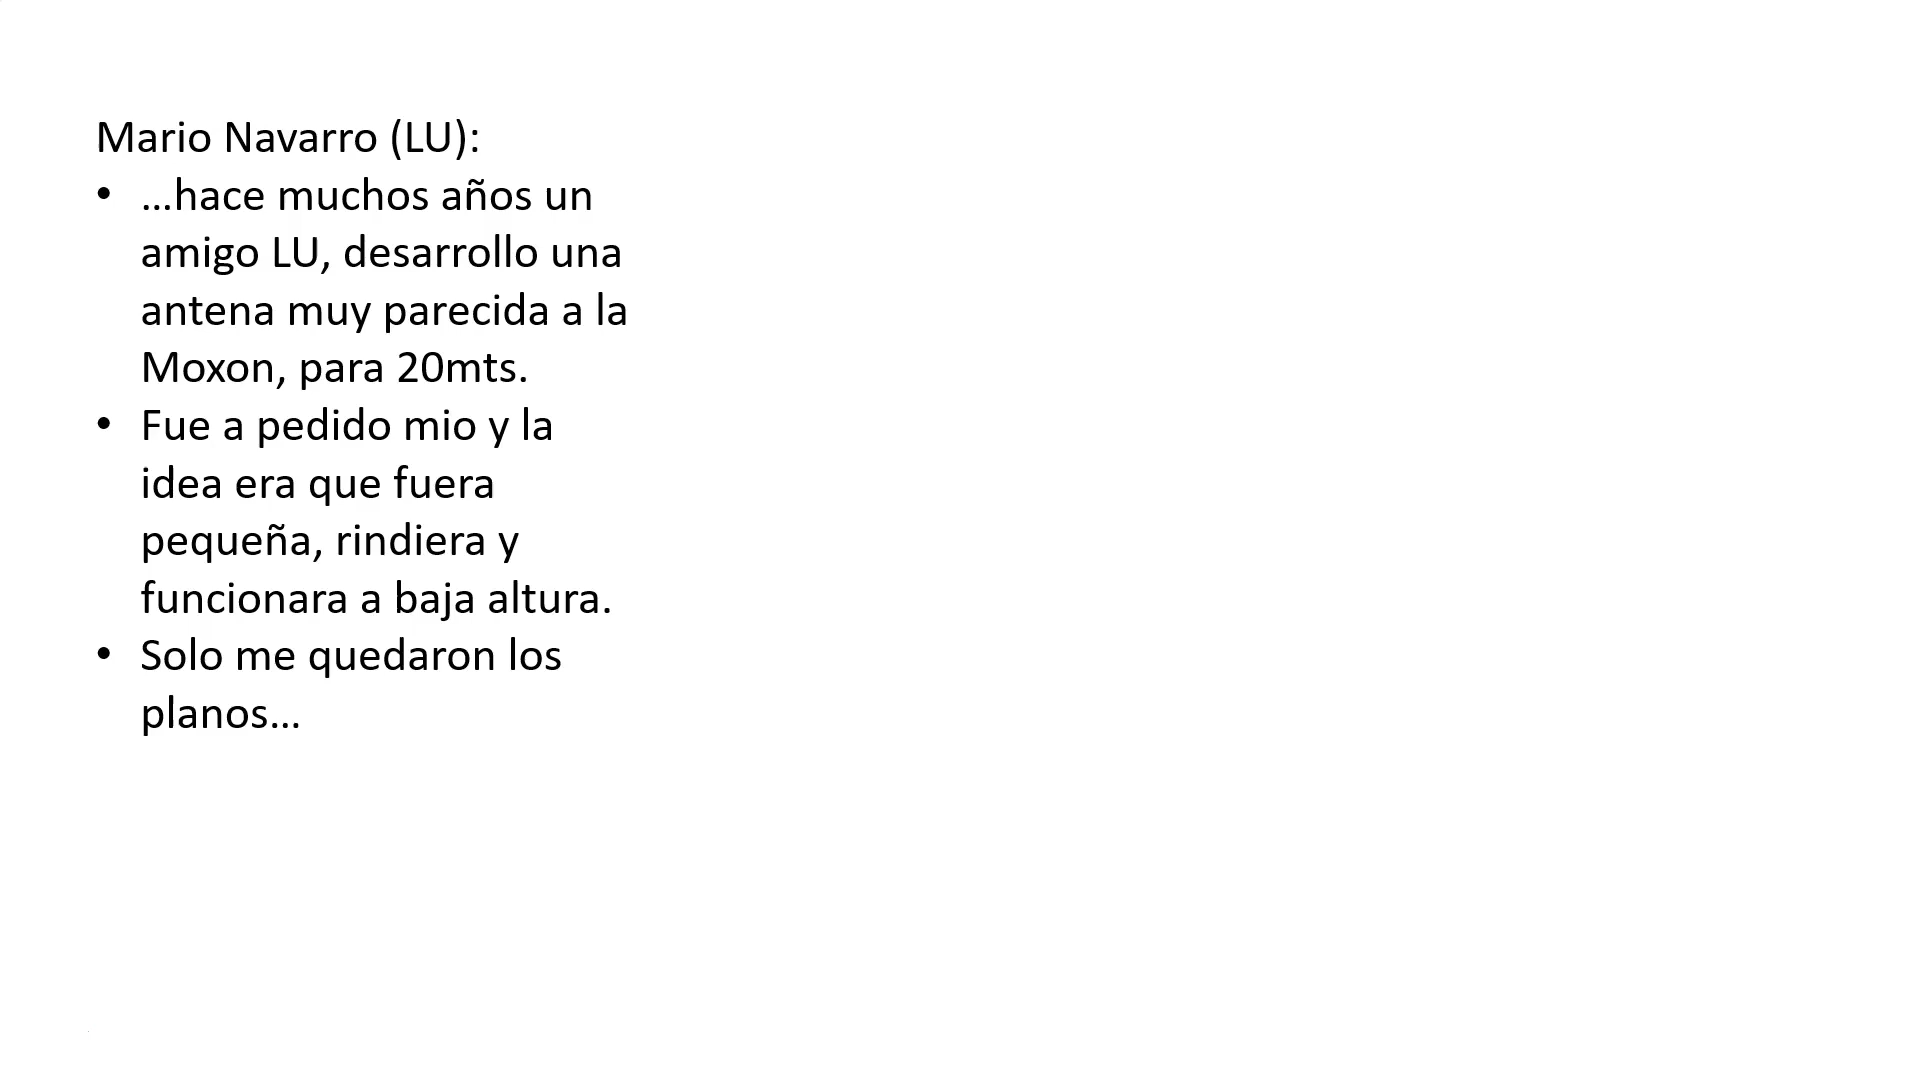 Mario Navarro (LU):
• …hace muchos años un
amigo LU, desarrollo una
antena muy parecida a la
Moxon, para 20mts.
• Fue a pedido mio y la
idea era que fuera
pequeña, rindiera y
funcionara a baja altura.
• Solo me quedaron los
planos…